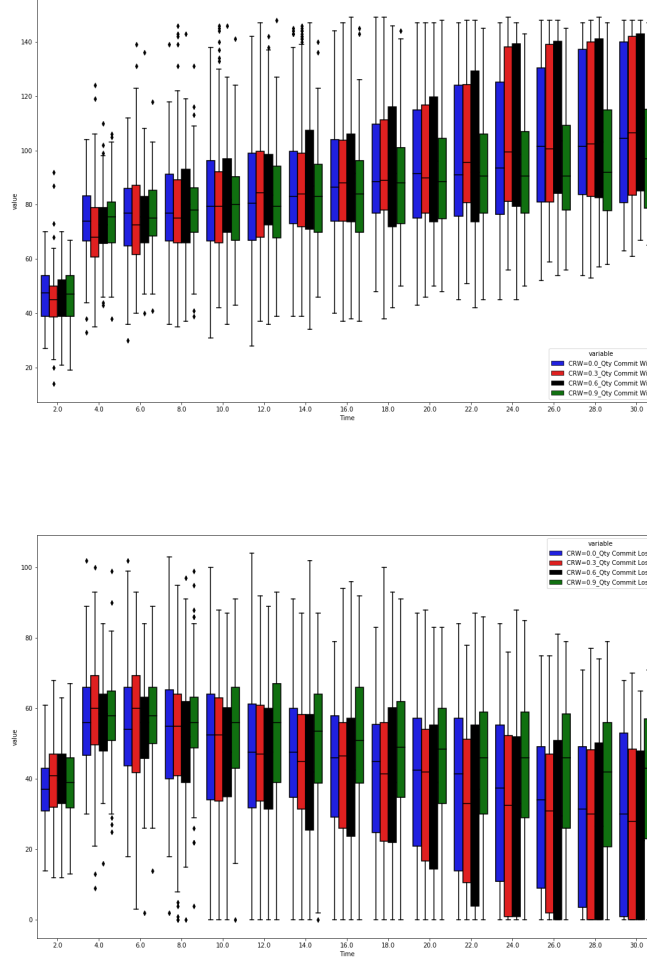 140
120
100
80
60
40
20
value
2.0 4.0 6.0 8.0 10.0 12.0 14.0 16.0 18.0 20.0 22.0 24.0 26.0 28.0 30.0
Time
variable
CRW=0.0_Qty Commit Wi
CRW=0.3_Qty Commit Wi
CRW=0.6_Qty Commit Wi
CRW=0.9_Qty Commit Wi
variable
CRW=0.0_Qty Commit Los
CRW=0.3_Qty Commit Los
CRW=0.6_Qty Commit Los
CRW=0.9_Qty Commit Los
100
80
60
40
20
0
value
2.0 4.0 6.0 8.0 10.0 12.0 14.0 16.0 18.0 20.0 22.0 24.0 26.0 28.0 30.0
Time